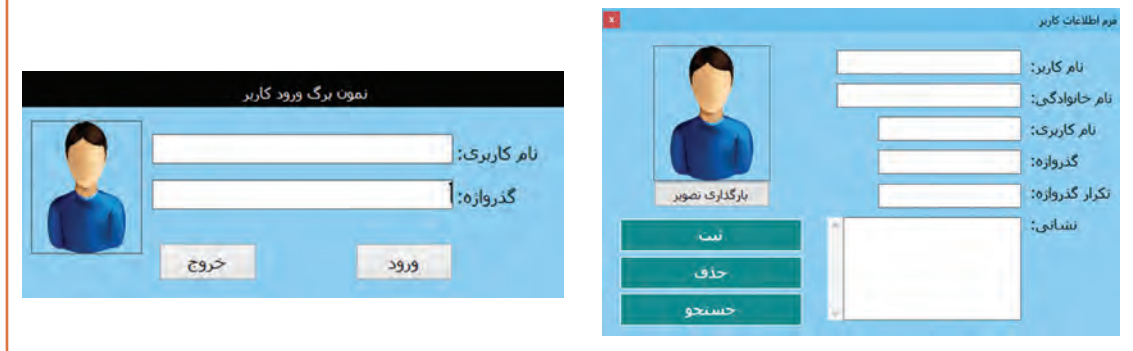 فرم اطلاعات کاربر
x
نام کاربر:
نام خانوادگی:
نام کاربری:
گذرواژه:
تکرار گذرواژه:
نشانی:
بارگذاری تصویر
ثبت
حذف
جستجو
نمون برگ ورود کاربر
نام کاربری:
گذرواژه:
ورود
خروج